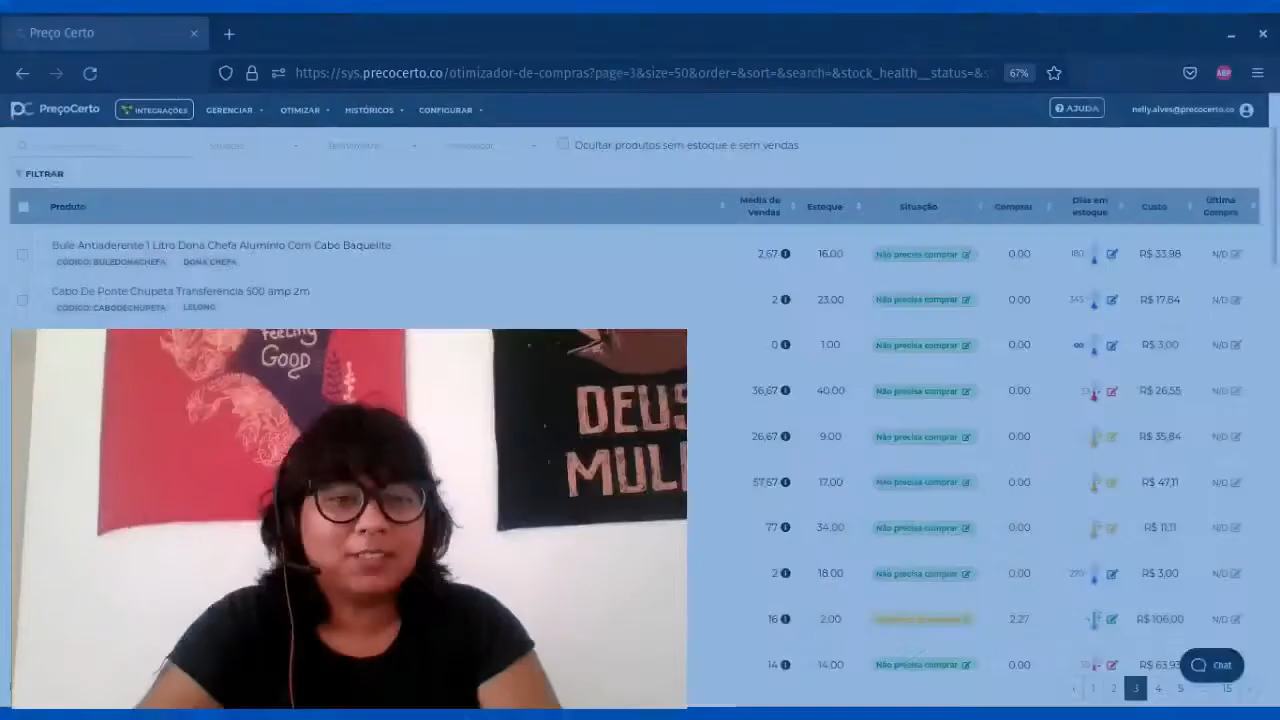 Preço Certo
https://sys.precocerto.co/otimizador-de-compras?page=3&size=50&order=&sort=&search=&stock_health__status=&s
67%
ABP
PreçoCerto
INTEGRAÇÕES
GERENCIAR
OTIMIZAR
HISTÓRICOS
CONFIGURAR
AJUDA
nelly.alves@precocerto.co
Ocultar produtos sem estoque e sem vendas
FILTRAR
Produto
Média de Vendas
Estoque
Situação
Comprar
Dias em estoque
Custo
Última Compra
Bule Antiaderente 1 Litro Dona Chefa Alumínio Com Cabo Baquelite
CÓDIGO: BULEDONACHEFA DONA CHEFA
2,67 16.00 Não precisa comprar 0.00 180 R$ 33,98 N/D
Cabo De Ponte Chupeta Transferencia 500 amp 2m
CÓDIGO: CABODECHUPETA LELONG
2 23.00 Não precisa comprar 0.00 345 R$ 17,84 N/D
0 1.00 Não precisa comprar 0.00 ∞ R$ 3,00 N/D
36,67 40.00 Não precisa comprar 0.00 R$ 26,55 N/D
26,67 9.00 Não precisa comprar 0.00 R$ 35,84 N/D
57,67 17.00 Não precisa comprar 0.00 R$ 47,11 N/D
77 34.00 Não precisa comprar 0.00 R$ 11,11 N/D
2 18.00 Não precisa comprar 0.00 270 R$ 3,00 N/D
16 2.00 2.27 R$ 106,00 N/D
14 14.00 Não precisa comprar 0.00 R$ 63,93
Chat
1 2 3 4 5 ... 15
feeling
Good
DEUS
MUL